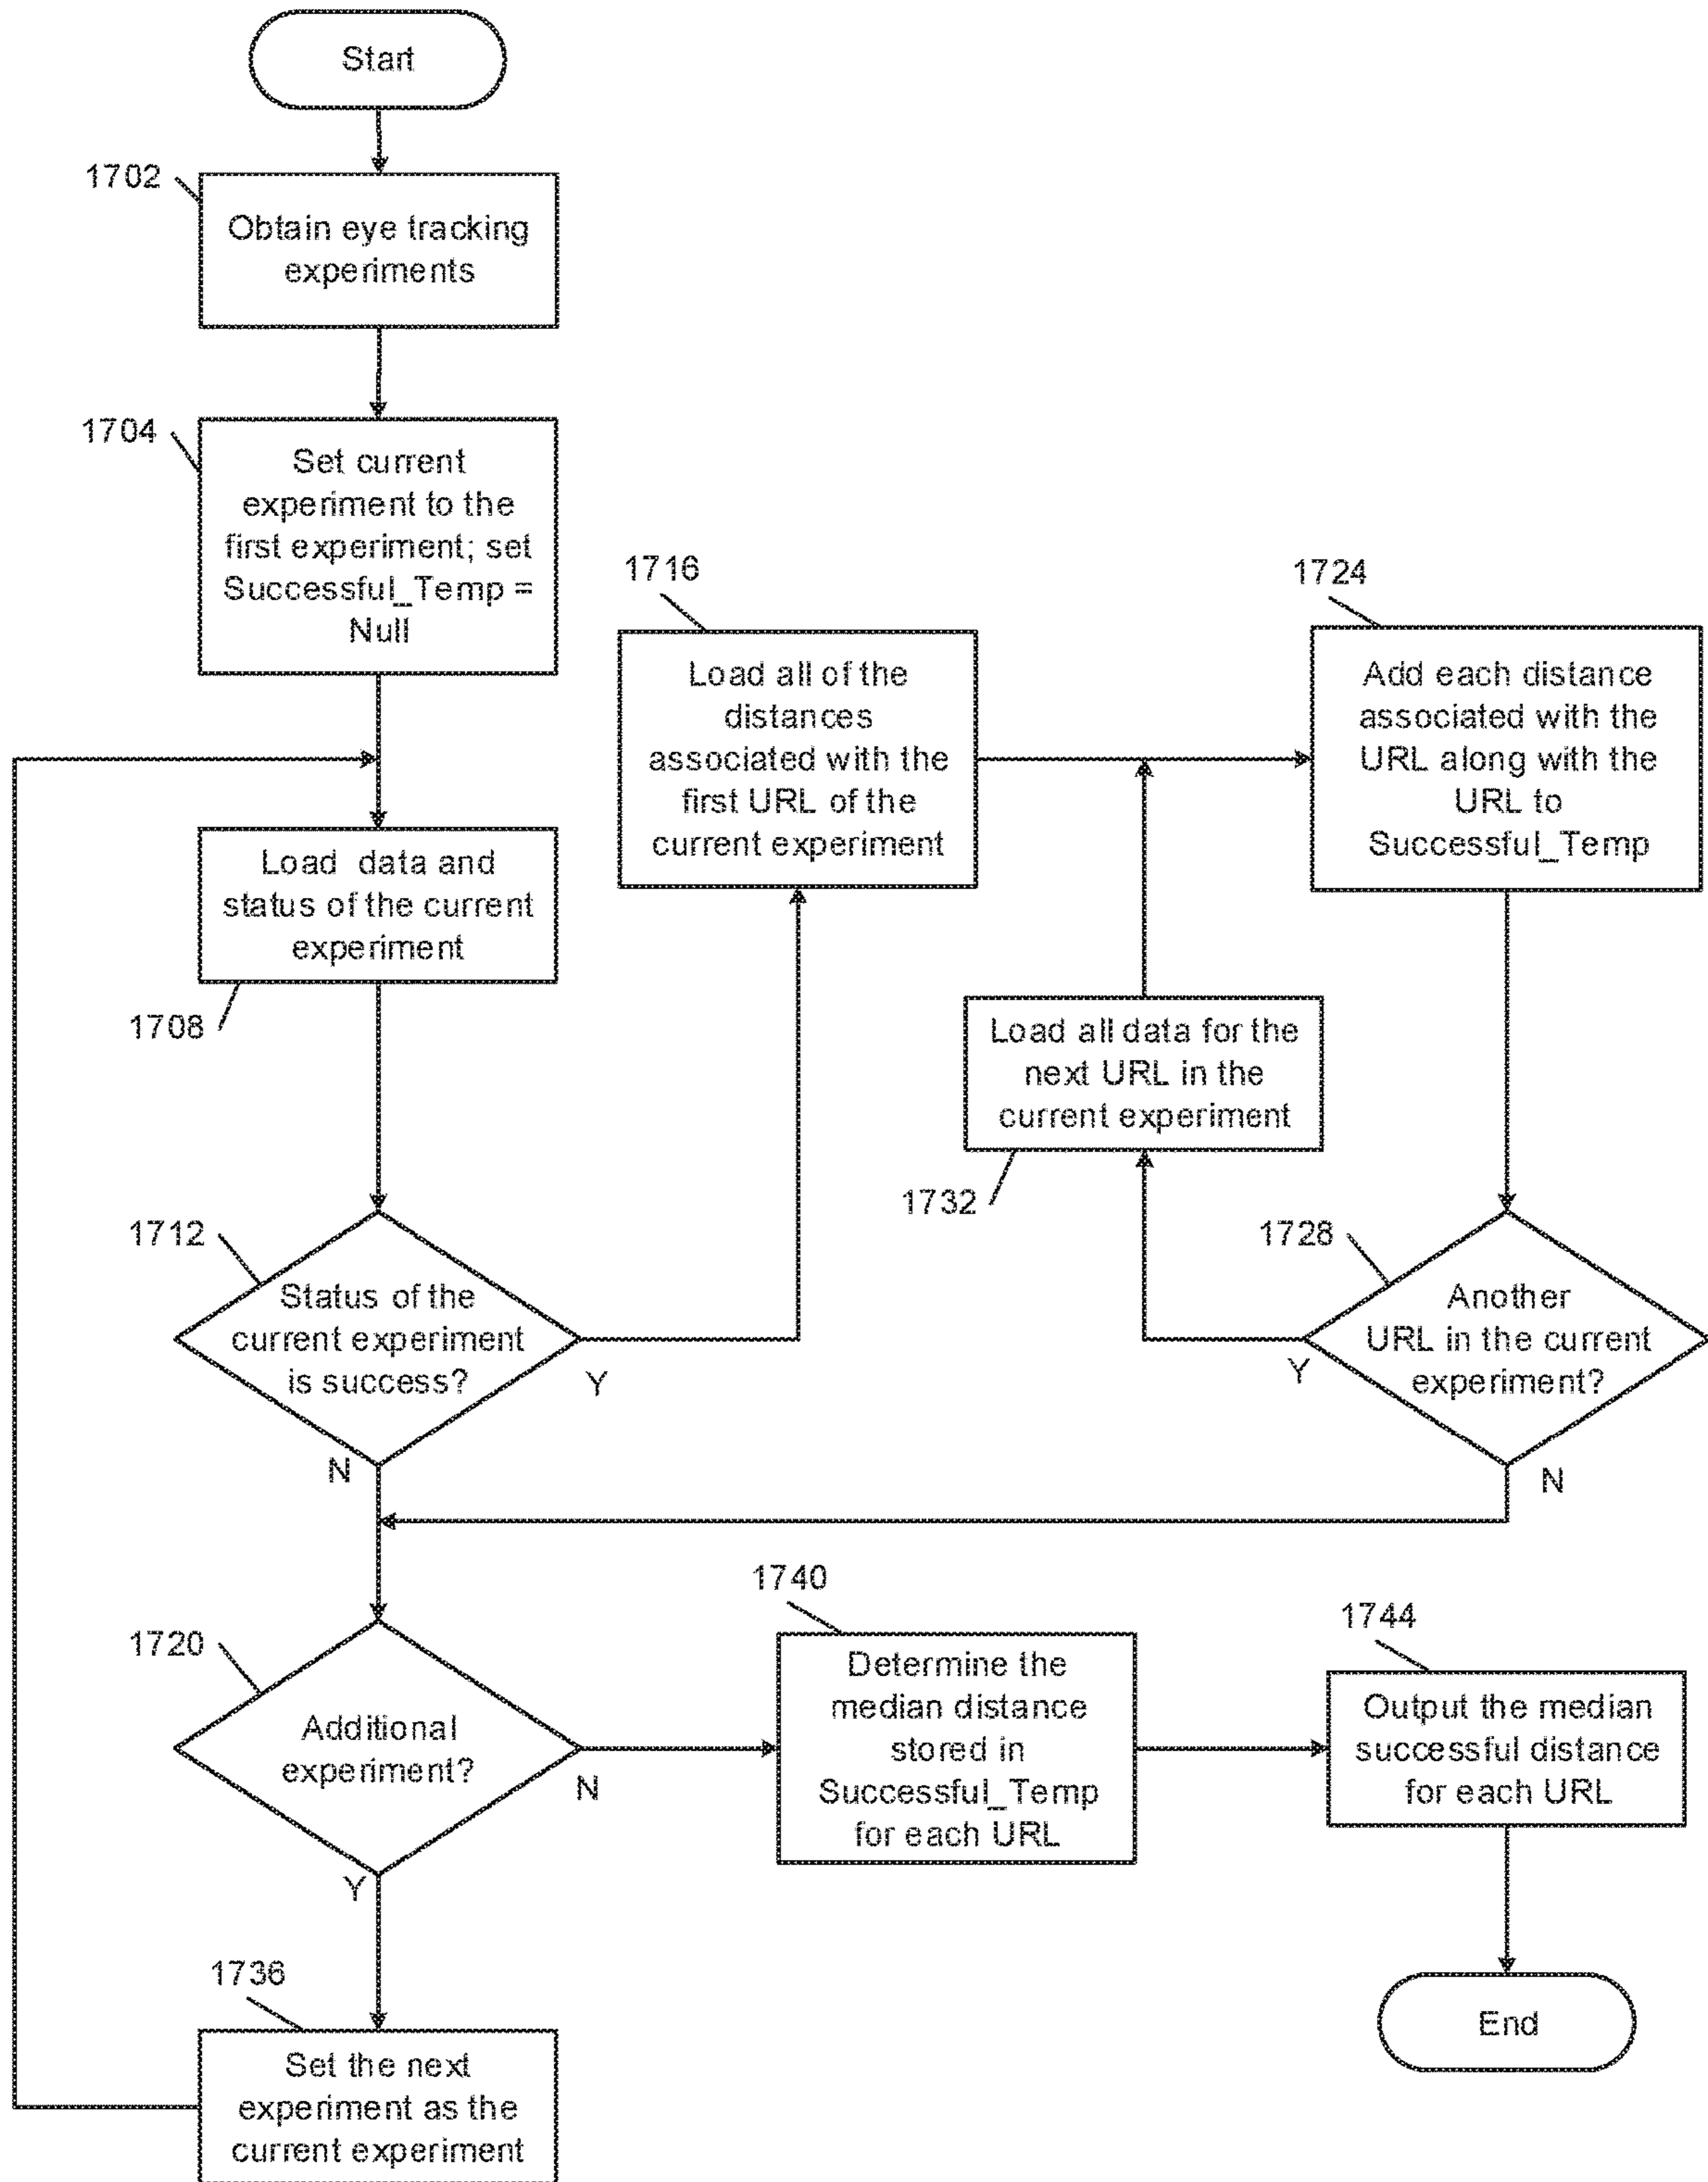 Start
1702
Obtain eye tracking
experiments
1704
Set current
experiment to the
first experiment; set
Successful_Temp =
Null
1716
Load all of the
distances
associated with the
first URL of the
current experiment
1724
Add each distance
associated with the
URL along with the
URL to
Successful_Temp
Load data and
status of the current
experiment
1708
Load all data for the
next URL in the
current experiment
1732
1712
Status of the
current experiment
is success?
Y
N
1728
Another
URL in the current
experiment?
Y
N
1720
Additional
experiment?
N
Y
1740
Determine the
median distance
stored in
Successful_Temp
for each URL
1744
Output the median
successful distance
for each URL
End
1736
Set the next
experiment as the
current experiment